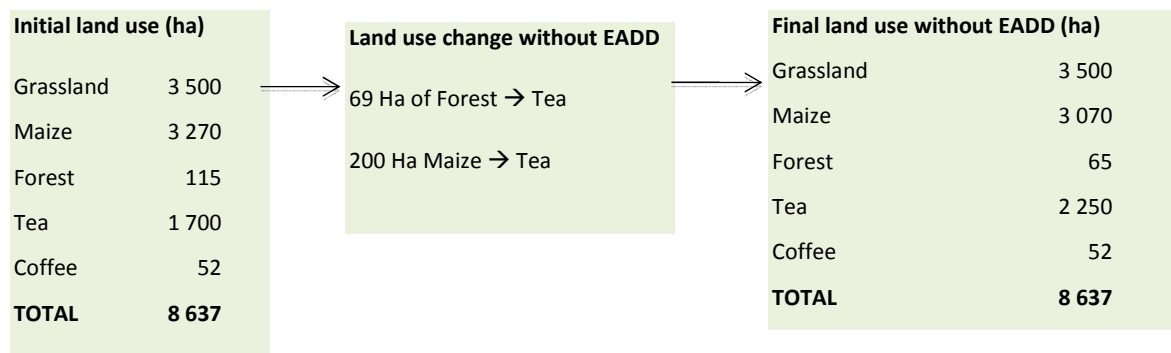 Initial land use (ha)
Grassland 3 500
Maize 3 270
Forest 115
Tea 1 700
Coffee 52
TOTAL 8 637
Land use change without EADD
69 Ha of Forest → Tea
200 Ha Maize → Tea
Final land use without EADD (ha)
Grassland 3 500
Maize 3 070
Forest 65
Tea 2 250
Coffee 52
TOTAL 8 637